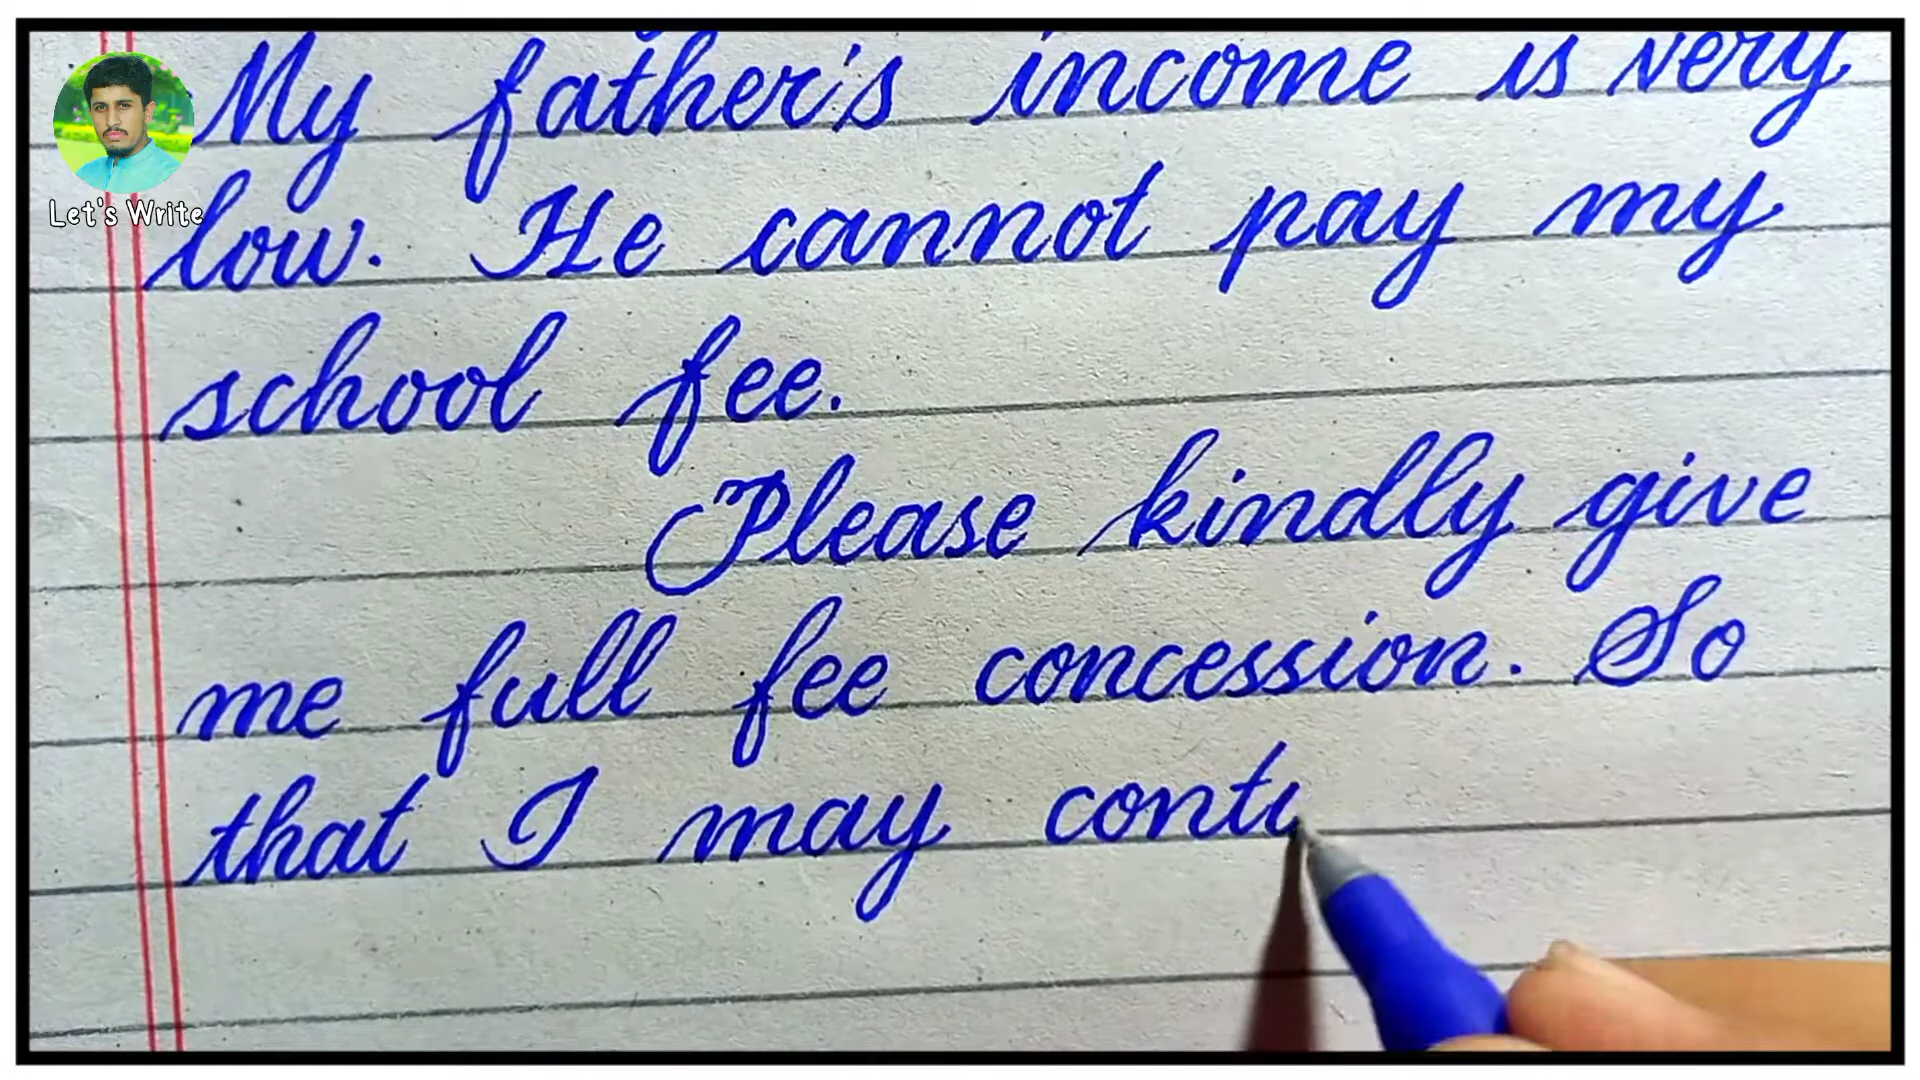 My father's income is very
Let's Write
low. He cannot pay my
school fee.
Please kindly give
me full fee concession. So
that I may conti